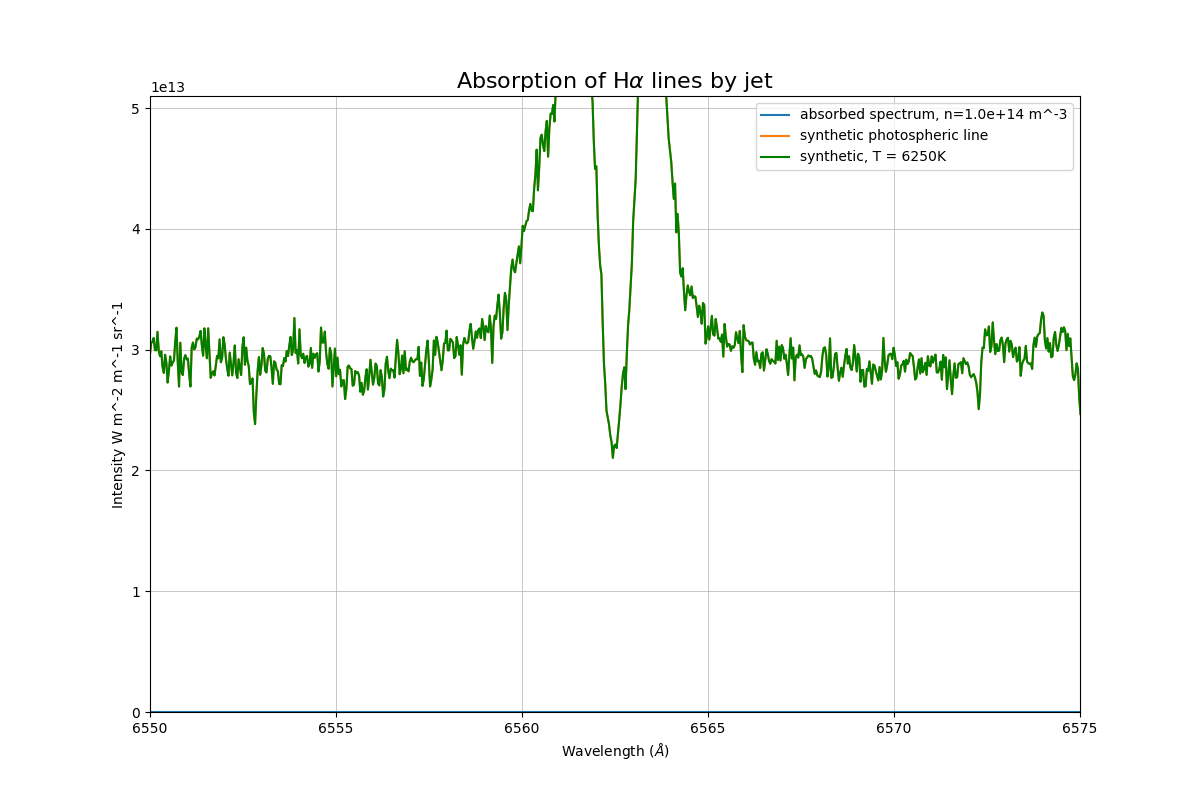 Absorption of Hα lines by jet
1e13
absorbed spectrum, n=1.0e+14 m^-3
synthetic photospheric line
synthetic, T = 6250K
5
4
3
2
1
0
Intensity W m^-2 m^-1 sr^-1
6550 6555 6560 6565 6570 6575
Wavelength (Å)